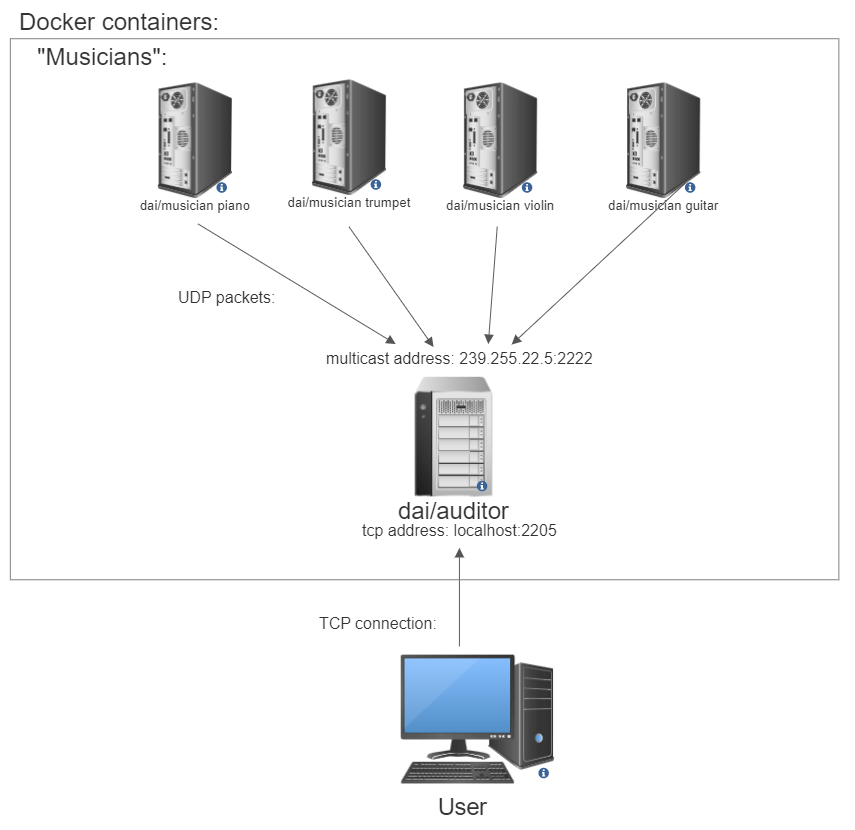 Docker containers:
"Musicians":
dai/musician piano
dai/musician trumpet
dai/musician violin
dai/musician guitar
UDP packets:
multicast address: 239.255.22.5:2222
dai/auditor
tcp address: localhost:2205
TCP connection:
User